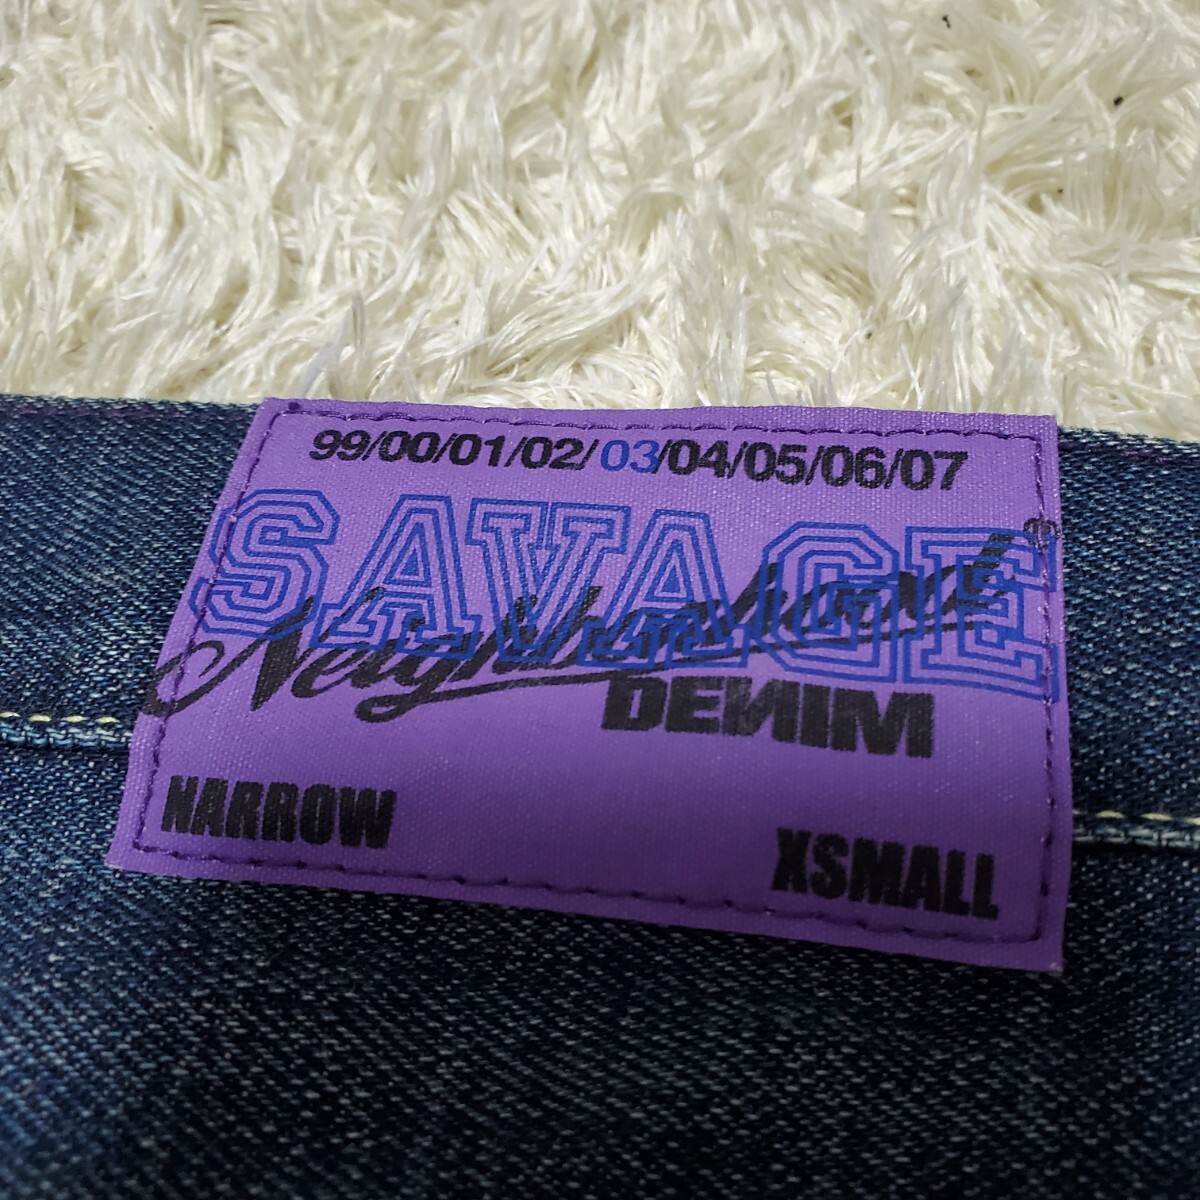 99/00/01/02/03/04/05/06/07
SAVAGE
Neighborhood
DENIM
NARROW
XSMALL